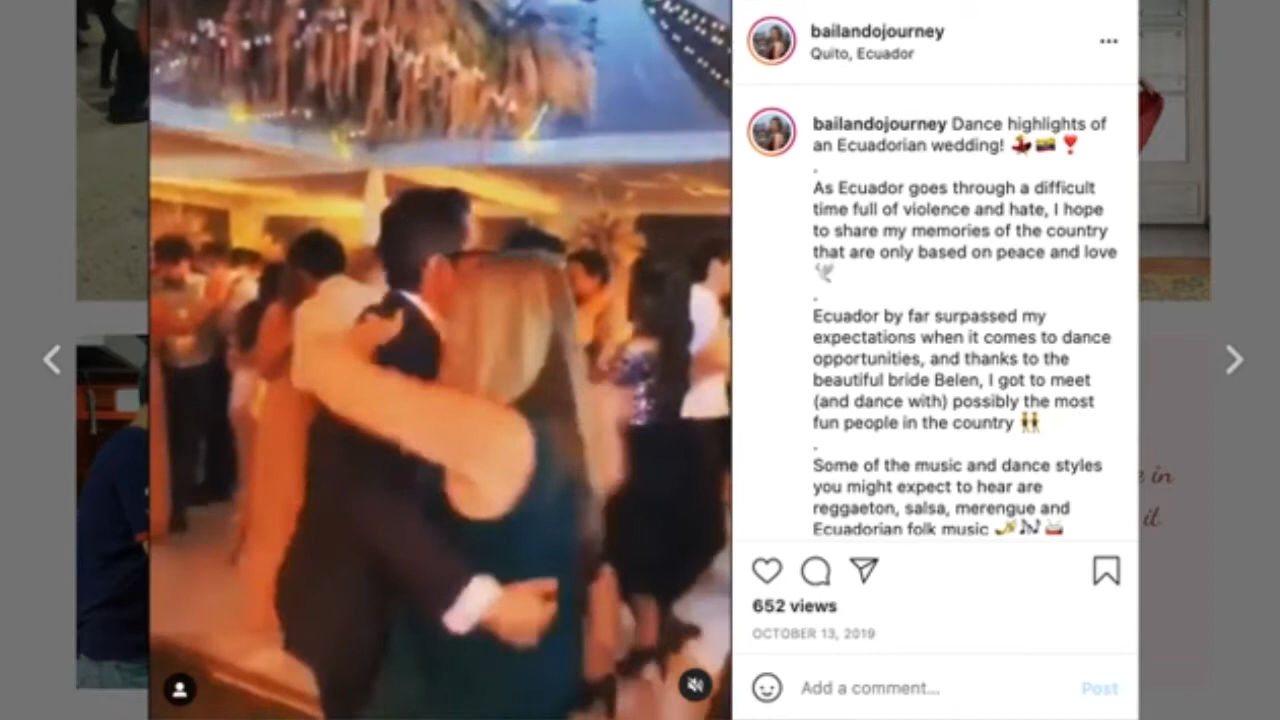 bailandojourney
Quito, Ecuador
bailandojourney Dance highlights of
an Ecuadorian wedding! 💃🇪🇨❣️
.
As Ecuador goes through a difficult
time full of violence and hate, I hope
to share my memories of the country
that are only based on peace and love
🕊
.
Ecuador by far surpassed my
expectations when it comes to dance
opportunities, and thanks to the
beautiful bride Belen, I got to meet
(and dance with) possibly the most
fun people in the country 👯
.
Some of the music and dance styles
you might expect to hear are
reggaeton, salsa, merengue and
Ecuadorian folk music 🎺🎶🥁
652 views
OCTOBER 13, 2019
Add a comment...
Post
in
it